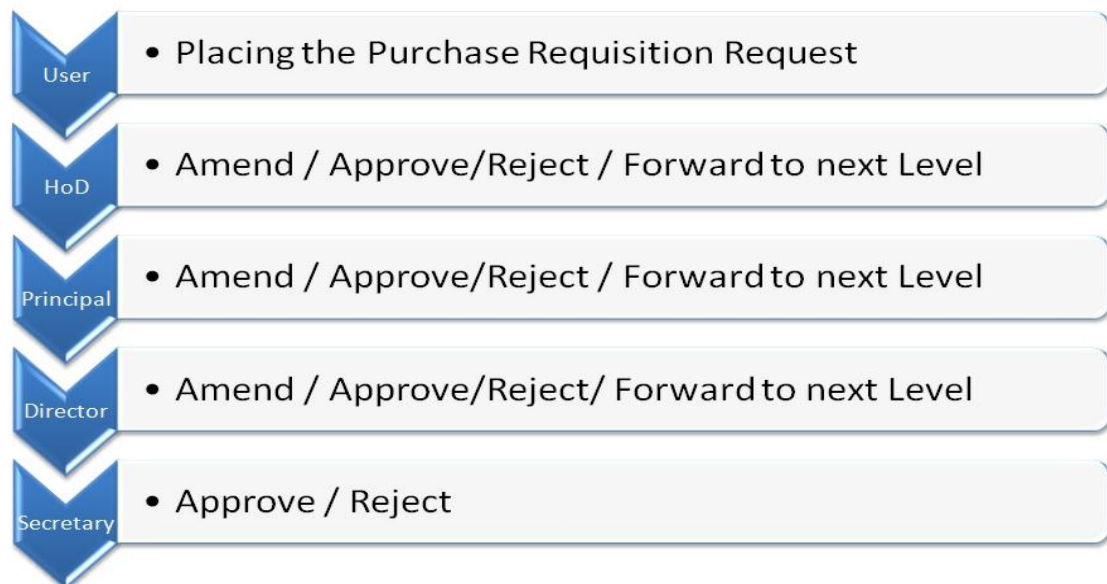 User
• Placing the Purchase Requisition Request
HoD
• Amend / Approve/Reject / Forward to next Level
Principal
• Amend / Approve/Reject / Forward to next Level
Director
• Amend / Approve/Reject/ Forward to next Level
Secretary
• Approve / Reject